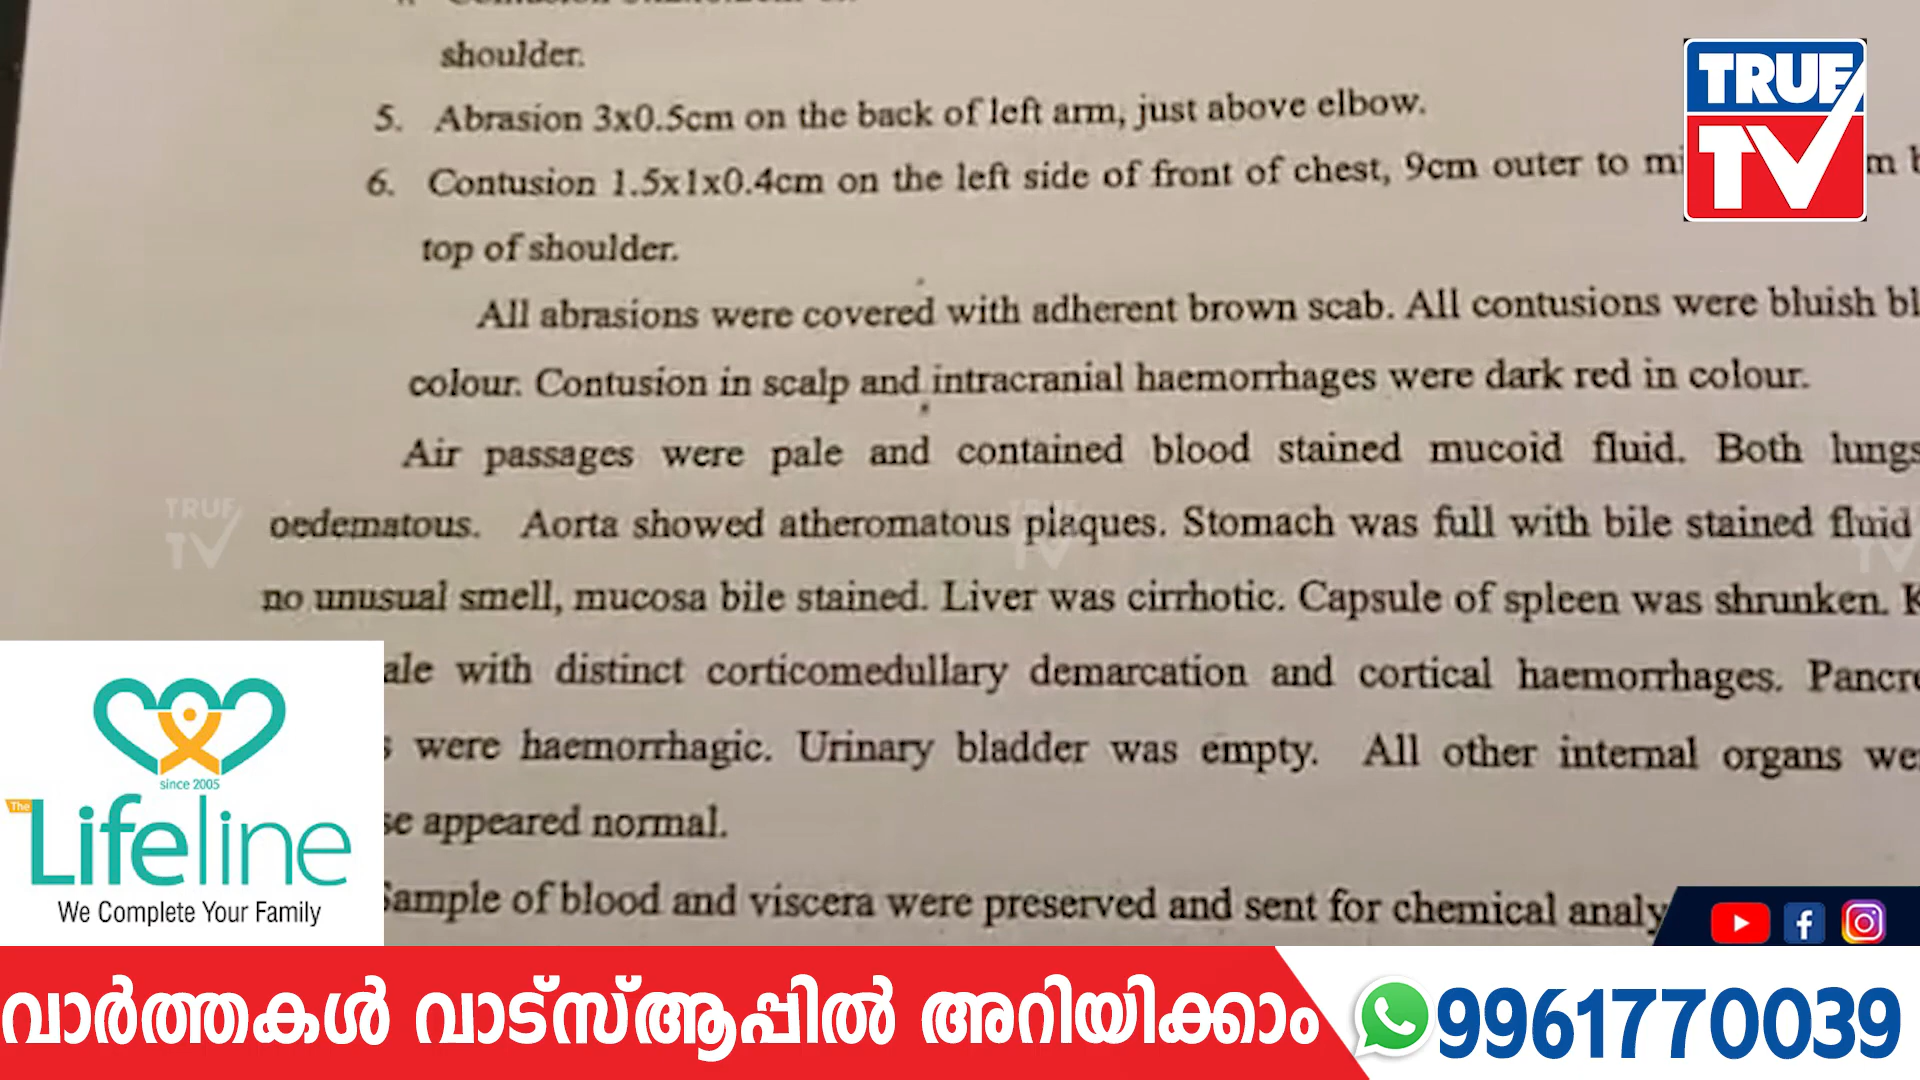 shoulder.
5. Abrasion 3x0.5cm on the back of left arm, just above elbow.
6. Contusion 1.5x1x0.4cm on the left side of front of chest, 9cm outer to
top of shoulder.
All abrasions were covered with adherent brown scab. All contusions were bluish
colour. Contusion in scalp and intracranial haemorrhages were dark red in colour.
Air passages were pale and contained blood stained mucoid fluid. Both lungs
oedematous. Aorta showed atheromatous plaques. Stomach was full with bile stained fluid
no unusual smell, mucosa bile stained. Liver was cirrhotic. Capsule of spleen was shrunken.
with distinct corticomedullary demarcation and cortical haemorrhages.
were haemorrhagic. Urinary bladder was empty. All other internal organs
appeared normal.
Sample of blood and viscera were preserved and sent for chemical
TRUE
TV
TRUE
TV
TRUE
TV
since 2005
The
Lifeline
We Complete Your Family
വാർത്തകൾ വാട്സ്ആപ്പിൽ അറിയിക്കാം
9961770039